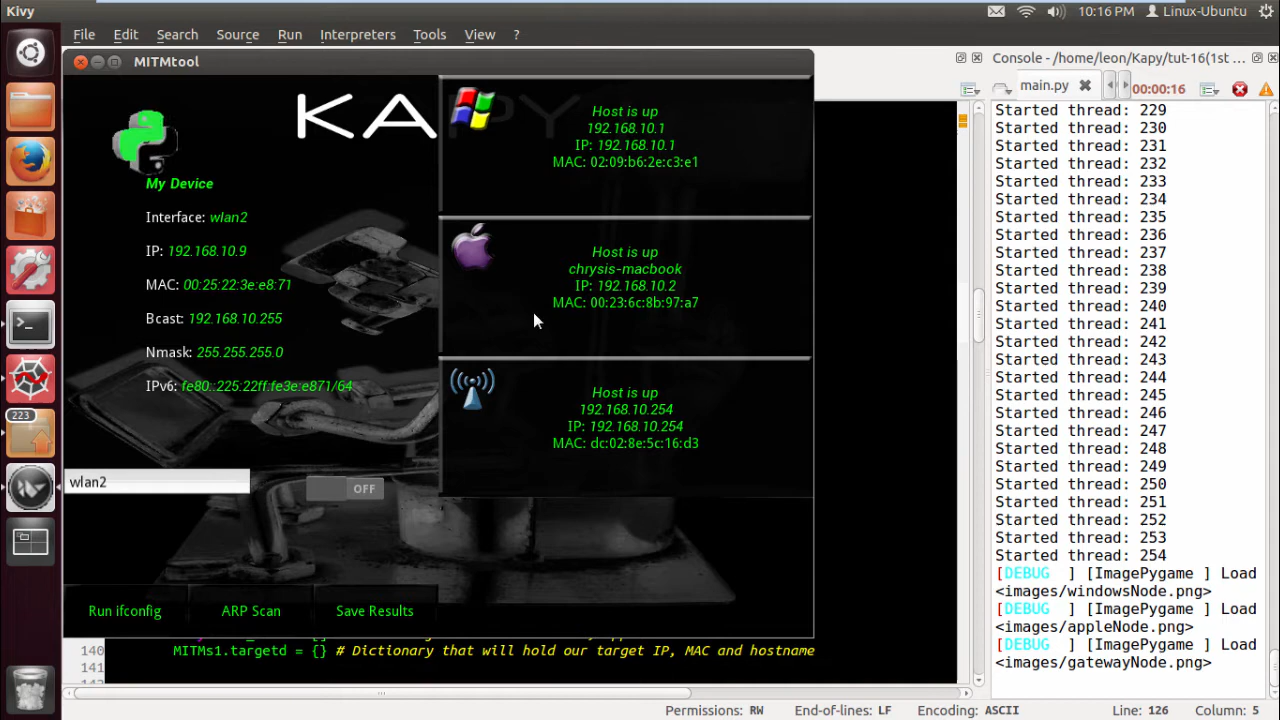 Kivy
10:16 PM
Linux-Ubuntu
File Edit Search Source Run Interpreters Tools View ?
MITMtool
Console - /home/leon/Kapy/tut-16(1st ...
main.py
00:00:16
KAPY
My Device
Interface: wlan2
IP: 192.168.10.9
MAC: 00:25:22:3e:e8:71
Bcast: 192.168.10.255
Nmask: 255.255.255.0
IPv6: fe80::225:22ff:fe3e:e871/64
wlan2
OFF
Run ifconfig
ARP Scan
Save Results
Host is up
192.168.10.1
IP: 192.168.10.1
MAC: 02:09:b6:2e:c3:e1
Host is up
chrysis-macbook
IP: 192.168.10.2
MAC: 00:23:6c:8b:97:a7
Host is up
192.168.10.254
IP: 192.168.10.254
MAC: dc:02:8e:5c:16:d3
223
140 MITMs1.targetd = {} # Dictionary that will hold our target IP, MAC and hostname
141
Started thread: 229
Started thread: 230
Started thread: 231
Started thread: 232
Started thread: 233
Started thread: 234
Started thread: 235
Started thread: 236
Started thread: 237
Started thread: 238
Started thread: 239
Started thread: 240
Started thread: 241
Started thread: 242
Started thread: 243
Started thread: 244
Started thread: 245
Started thread: 246
Started thread: 247
Started thread: 248
Started thread: 249
Started thread: 250
Started thread: 251
Started thread: 252
Started thread: 253
Started thread: 254
[DEBUG ] [ImagePygame ] Load
<images/windowsNode.png>
[DEBUG ] [ImagePygame ] Load
<images/appleNode.png>
[DEBUG ] [ImagePygame ] Load
<images/gatewayNode.png>
Permissions: RW End-of-lines: LF Encoding: ASCII Line: 126 Column: 5